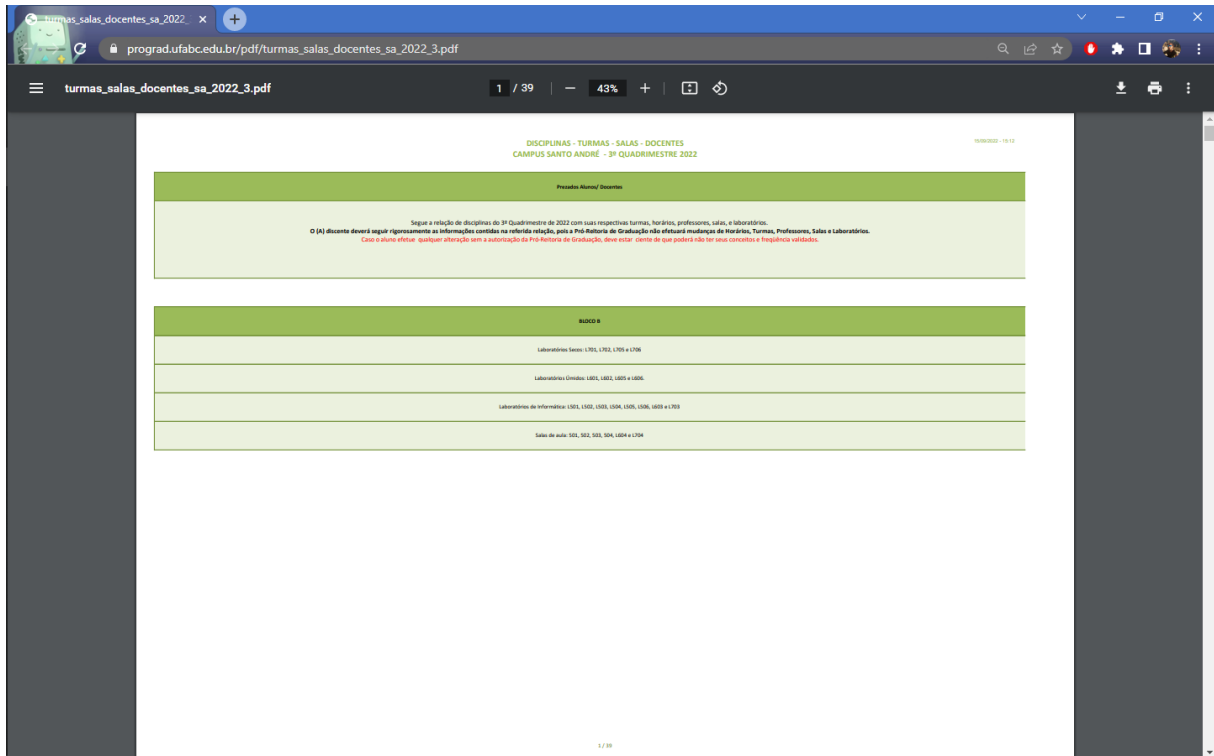 turmas_salas_docentes_sa_2022_
prograd.ufabc.edu.br/pdf/turmas_salas_docentes_sa_2022_3.pdf
turmas_salas_docentes_sa_2022_3.pdf
1 / 39
43%
DISCIPLINAS - TURMAS - SALAS - DOCENTES
CAMPUS SANTO ANDRÉ - 3º QUADRIMESTRE 2022
Prezados Alunos/ Docentes
Segue a relação de disciplinas do 3º Quadrimestre de 2022 com suas respectivas turmas, horários, professores, salas, e laboratórios.
O (A) discente deverá seguir rigorosamente as informações contidas na referida relação, pois a Pró-Reitoria de Graduação não efetuará mudanças de Horários, Turmas, Professores, Salas e Laboratórios.
Caso o aluno efetue qualquer alteração sem a autorização da Pró-Reitoria de Graduação, deve estar ciente de que poderá não ter seus conceitos e freqüência validados.
BLOCO B
Laboratórios Secos: L701, L702, L705 e L706
Laboratórios Úmidos: L601, L602, L605 e L606.
Laboratórios de Informática: L501, L502, L503, L504, L505, L506, L603 e L703
Salas de aula: 501, 502, 503, 504, L604 e L704
1 / 39